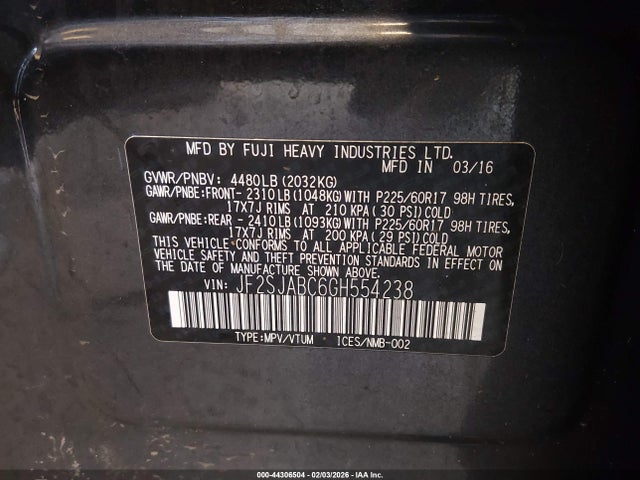 MFD BY FUJI HEAVY INDUSTRIES LTD.
MFD IN 03/16
GVWR/PNBV: 4480LB (2032KG)
GAWR/PNBE:FRONT- 2310LB (1048KG) WITH P225/60R17 98H TIRES,
17X7J RIMS AT 210 KPA (30 PSI) COLD
GAWR/PNBE:REAR - 2410LB (1093KG) WITH P225/60R17 98H TIRES,
17X7J RIMS AT 200 KPA (29 PSI) COLD
THIS VEHICLE CONFORMS TO ALL APPLICABLE FEDERAL MOTOR
VEHICLE SAFETY AND THEFT PREVENTION STANDARDS IN EFFECT
ON THE DATE OF MANUFACTURE SHOWN ABOVE.
VIN: JF2SJABC6GH554238
TYPE:MPV/VTUM ICES/NMB-002
000-44306504 - 02/03/2026 - IAA Inc.